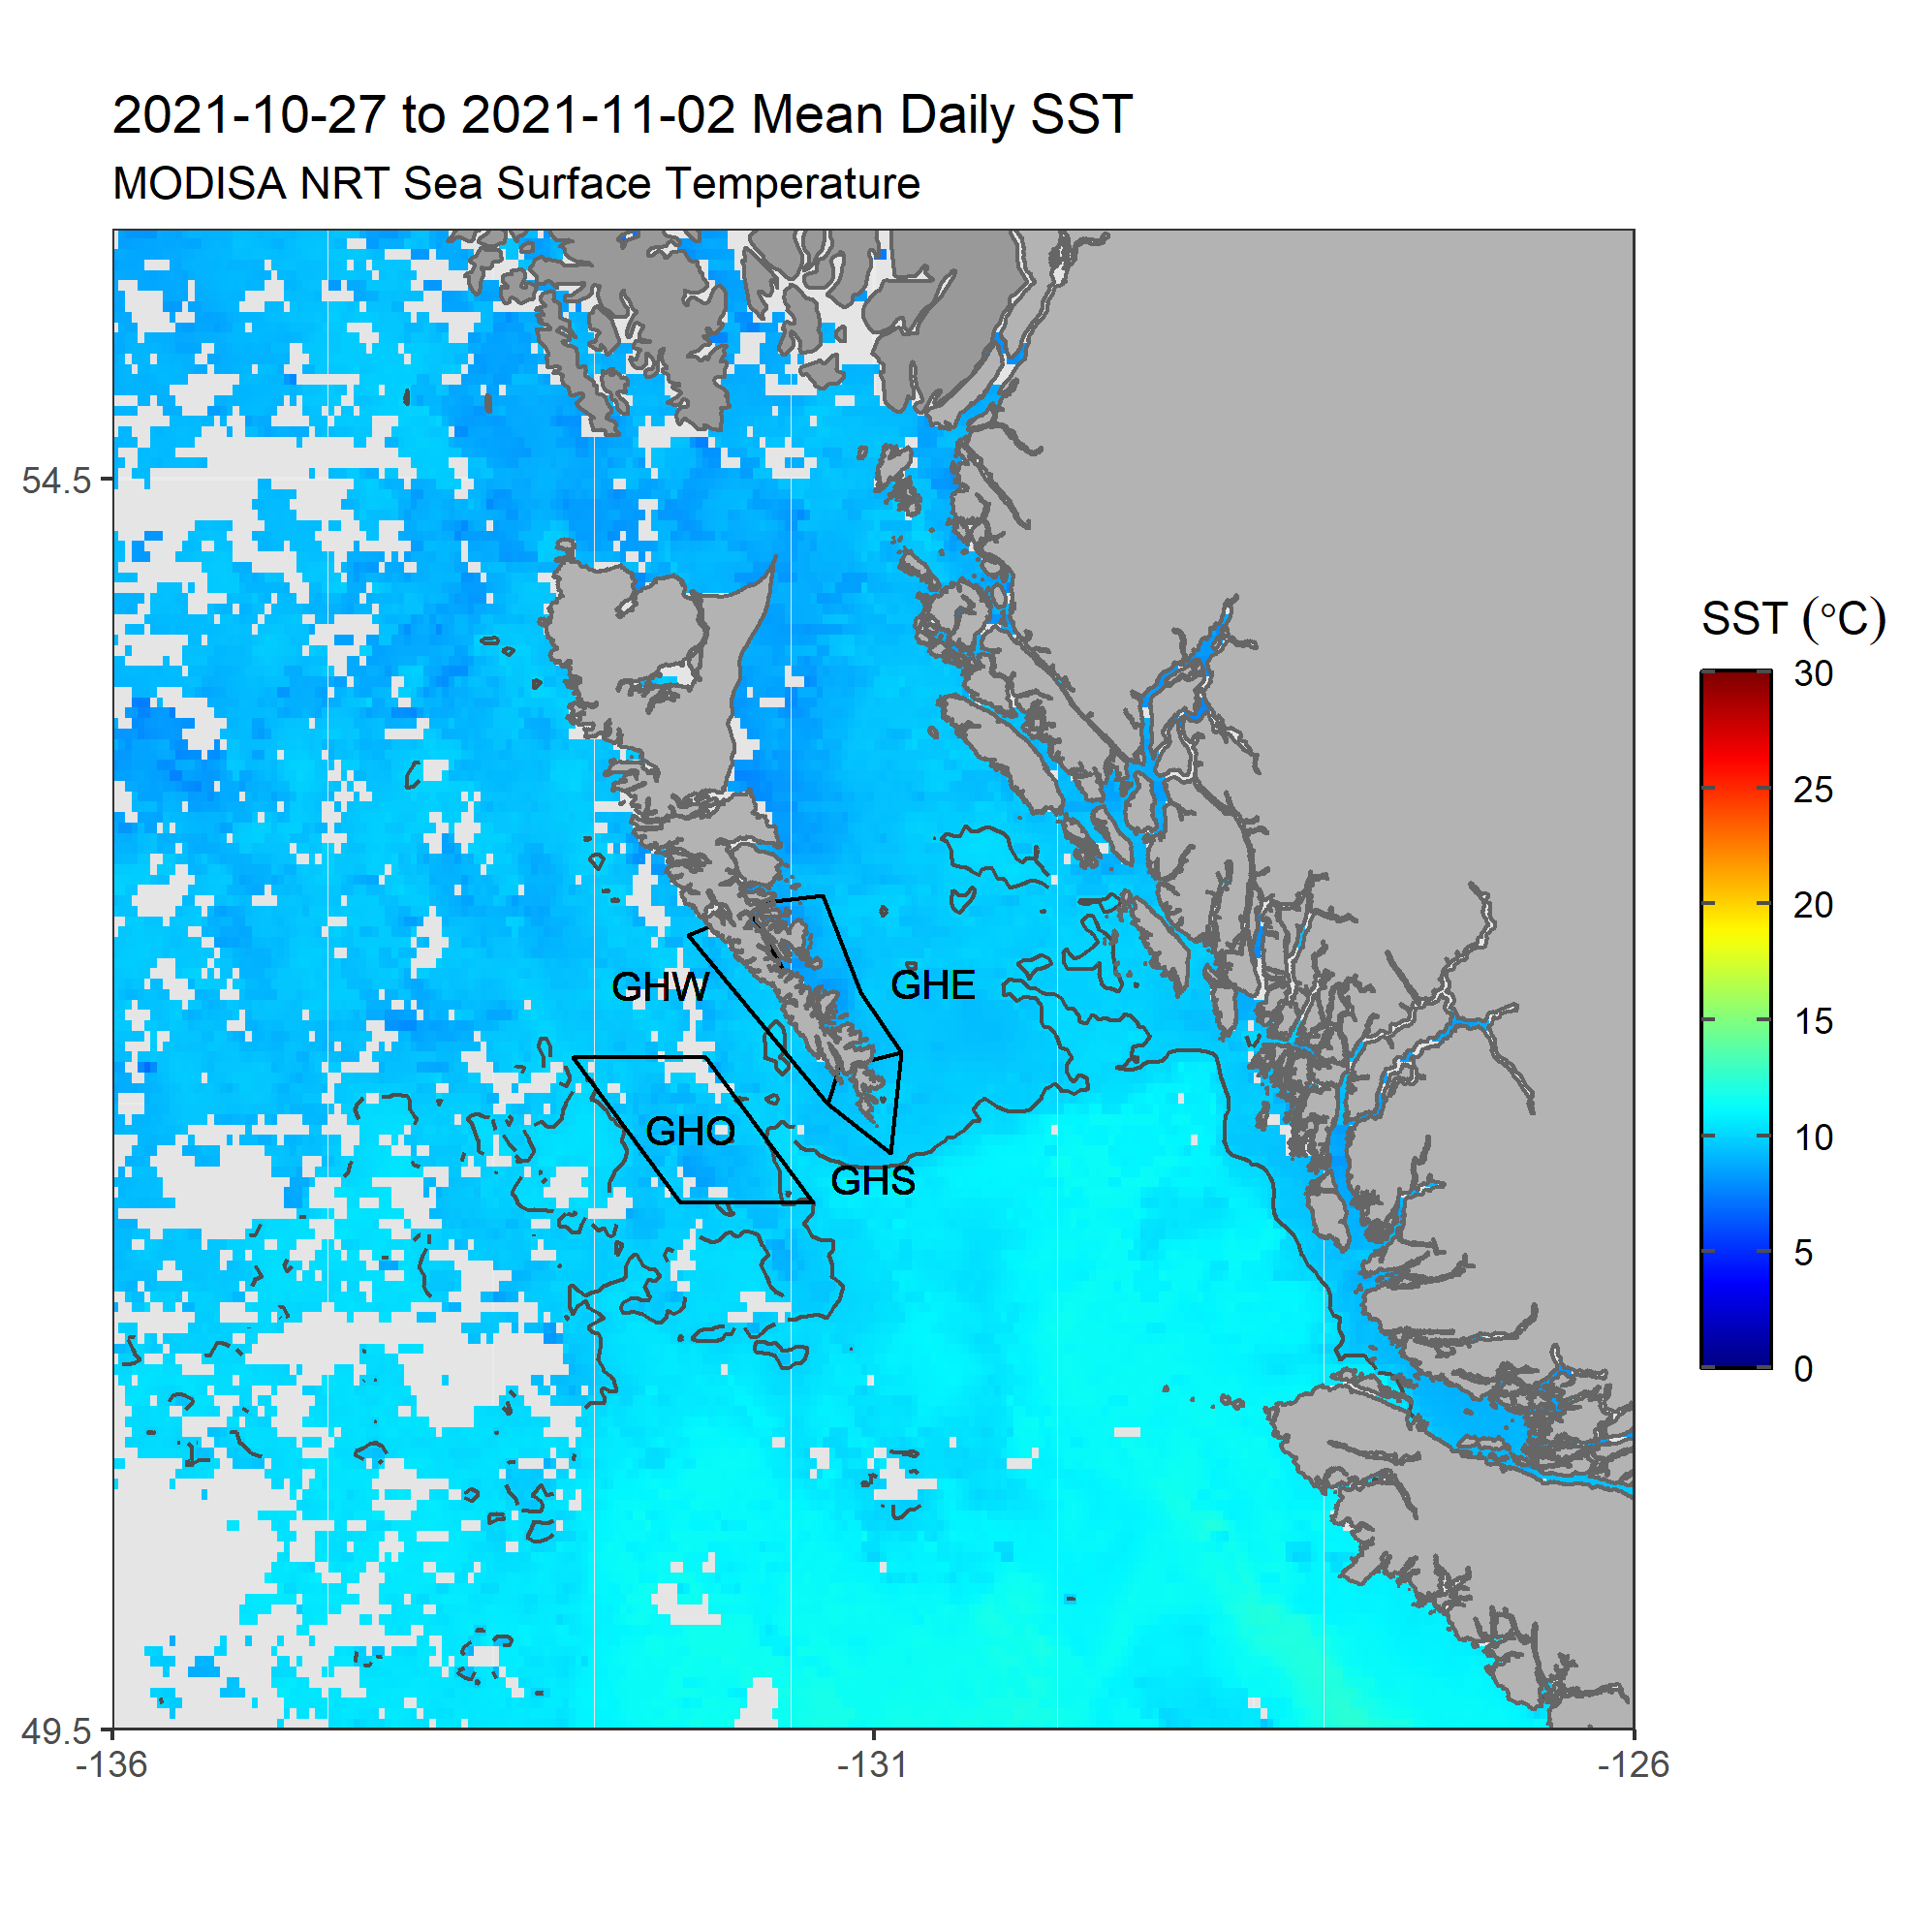 2021-10-27 to 2021-11-02 Mean Daily SST
MODISA NRT Sea Surface Temperature
54.5
49.5
-136
-131
-126
GHW
GHE
GHO
GHS
SST (°C)
30
25
20
15
10
5
0